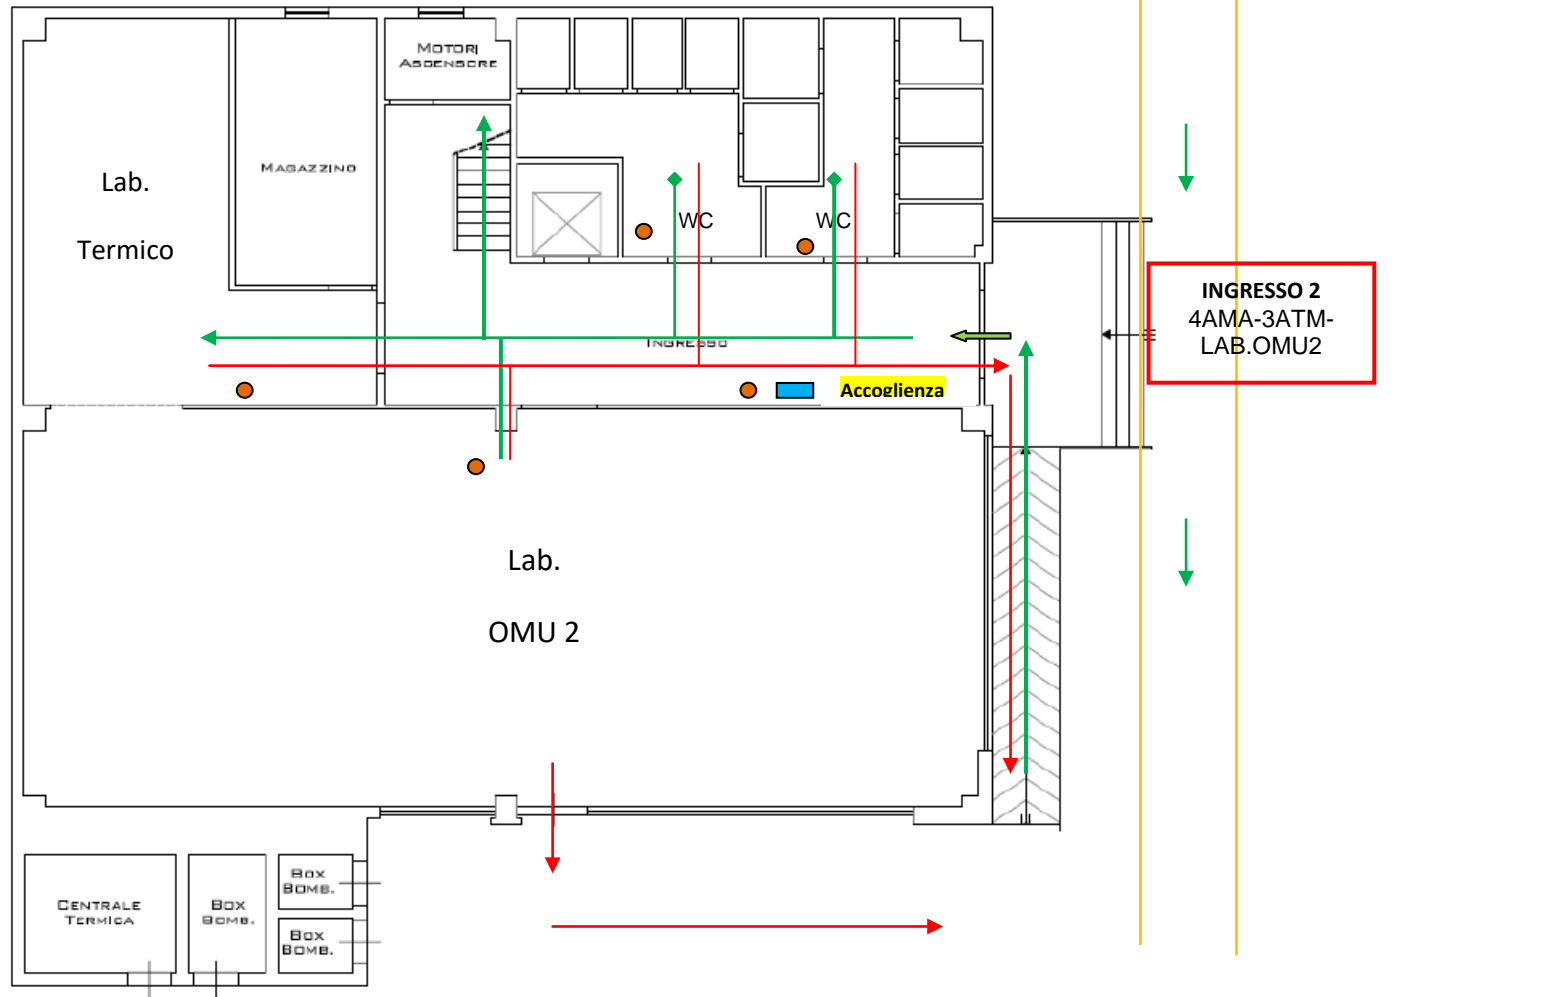 MOTORI
ASCENSORE
Lab.
Termico
MAGAZZINO
WC
WC
INGRESSO 2
4AMA-3ATM-
LAB.OMU2
INGRESSO
Accoglienza
Lab.
OMU 2
CENTRALE
TERMICA
BOX
BOMB.
BOX
BOMB.
BOX
BOMB.